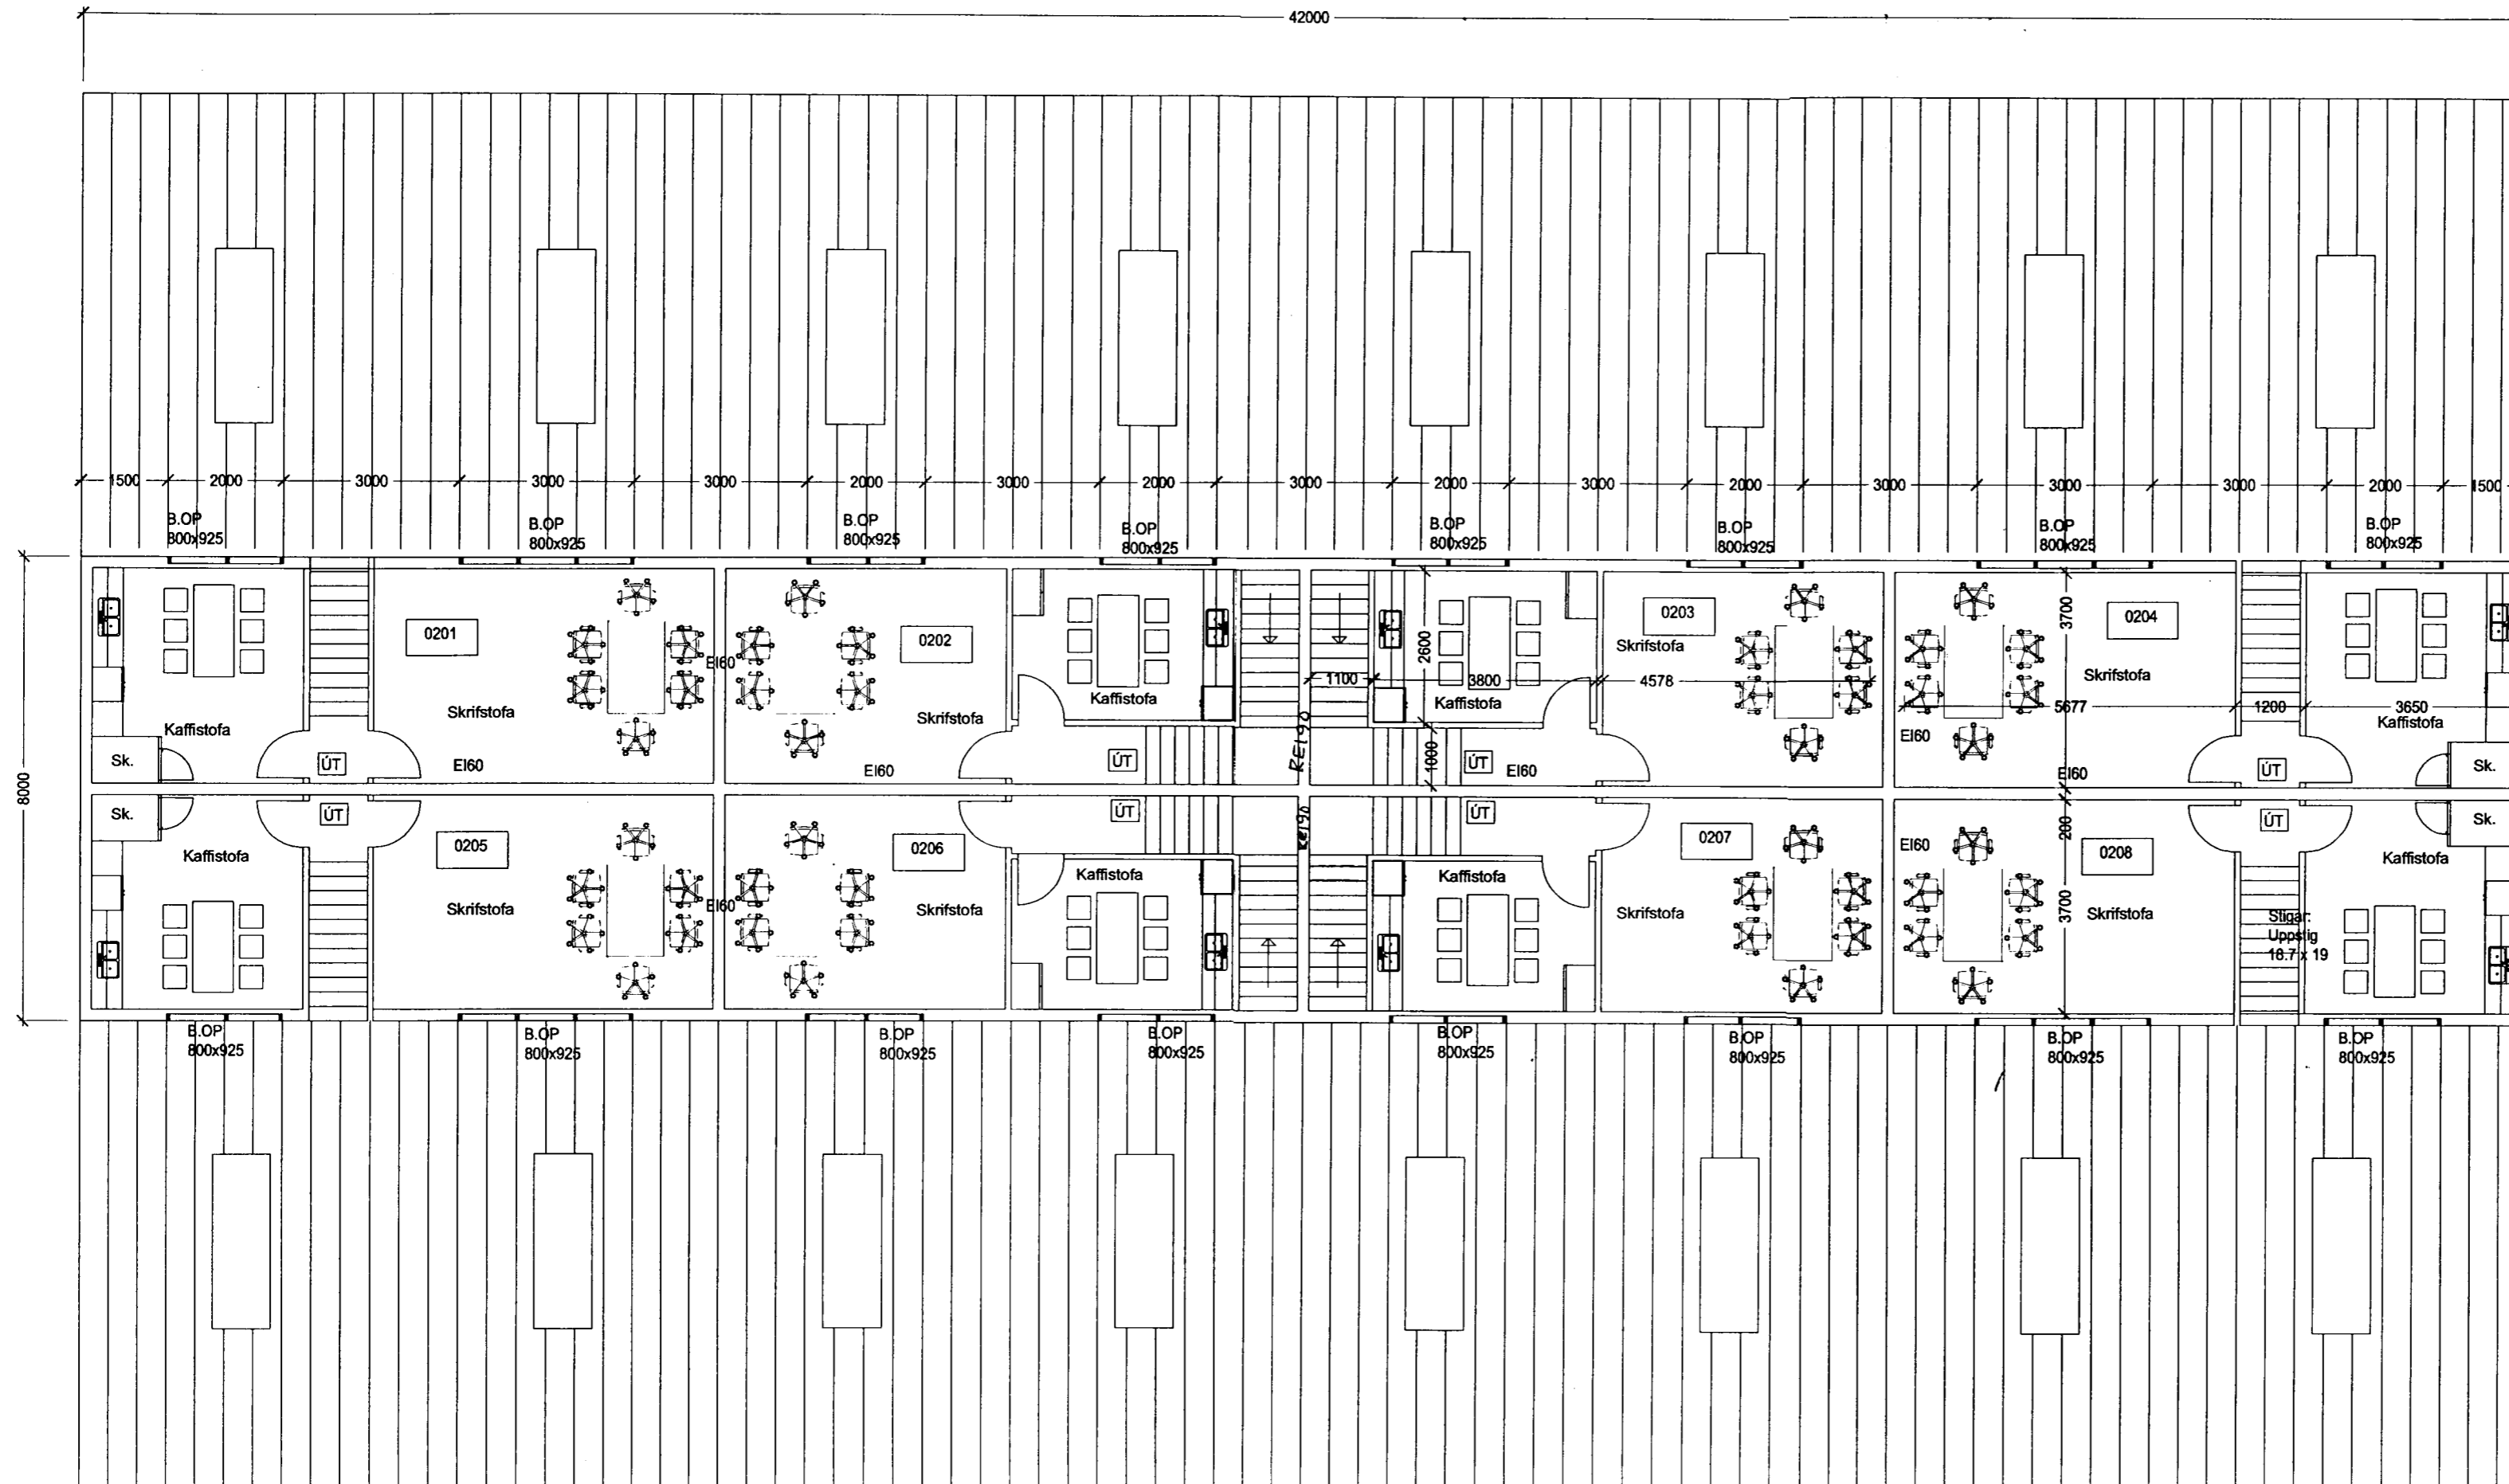 42000
1500 2000 3000 3000 3000 2000 3000 2000 3000 2000 3000 2000 3000 3000 3000 2000 1500
B.OP
800x925
B.OP
800x925
B.OP
800x925
B.OP
800x925
B.OP
800x925
B.OP
800x925
B.OP
800x925
B.OP
800x925
8000
0201
0202
0203
0204
Skrifstofa
Skrifstofa
Skrifstofa
Skrifstofa
Kaffistofa
Kaffistofa
Kaffistofa
Kaffistofa
EI60
2600
3700
1100
3800
4578
5677
1200
3650
Sk.
ÚT
EI60
EI60
ÚT
REI90
1000
ÚT
EI60
EI60
EI60
ÚT
Sk.
Sk.
ÚT
ÚT
REI90
ÚT
200
ÚT
Sk.
0205
0206
0207
EI60
0208
Kaffistofa
Kaffistofa
Kaffistofa
Kaffistofa
Skrifstofa
EI60
Skrifstofa
Skrifstofa
3700
Skrifstofa
Stigar:
Uppstig
18.7 x 19
B.OP
800x925
B.OP
800x925
B.OP
800x925
B.OP
800x925
B.OP
800x925
B.OP
800x925
B.OP
800x925
B.OP
800x925